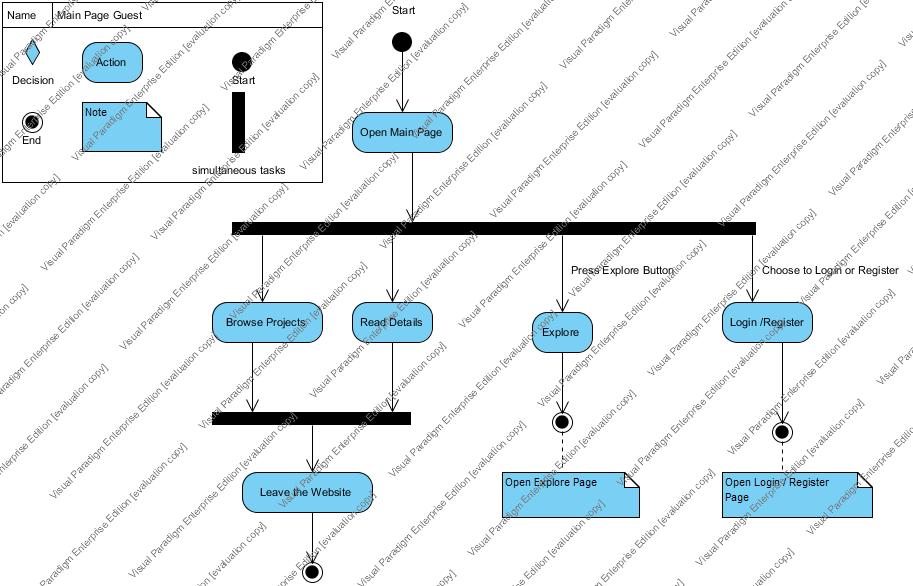 Name Main Page Guest
Decision
Action
Start
End
Note
simultaneous tasks
Start
Open Main Page
Press Explore Button
Choose to Login or Register
Browse Projects
Read Details
Explore
Login /Register
Leave the Website
Open Explore Page
Open Login / Register
Page
Visual Paradigm Enterprise Edition [evaluation copy]